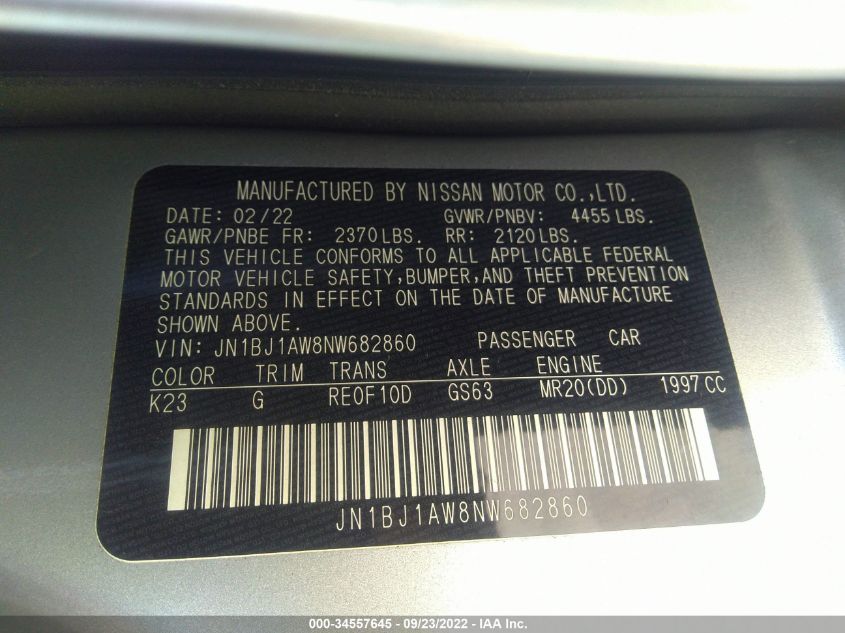 MANUFACTURED BY NISSAN MOTOR CO.,LTD.
DATE: 02/22 GVWR/PNBV: 4455 LBS.
GAWR/PNBE FR: 2370LBS. RR: 2120LBS.
THIS VEHICLE CONFORMS TO ALL APPLICABLE FEDERAL
MOTOR VEHICLE SAFETY,BUMPER,AND THEFT PREVENTION
STANDARDS IN EFFECT ON THE DATE OF MANUFACTURE
SHOWN ABOVE.
VIN: JN1BJ1AW8NW682860 PASSENGER CAR
COLOR TRIM TRANS AXLE ENGINE
K23 G RE0F10D GS63 MR20(DD) 1997CC
JN1BJ1AW8NW682860
000-34557645 - 09/23/2022 - IAA Inc.